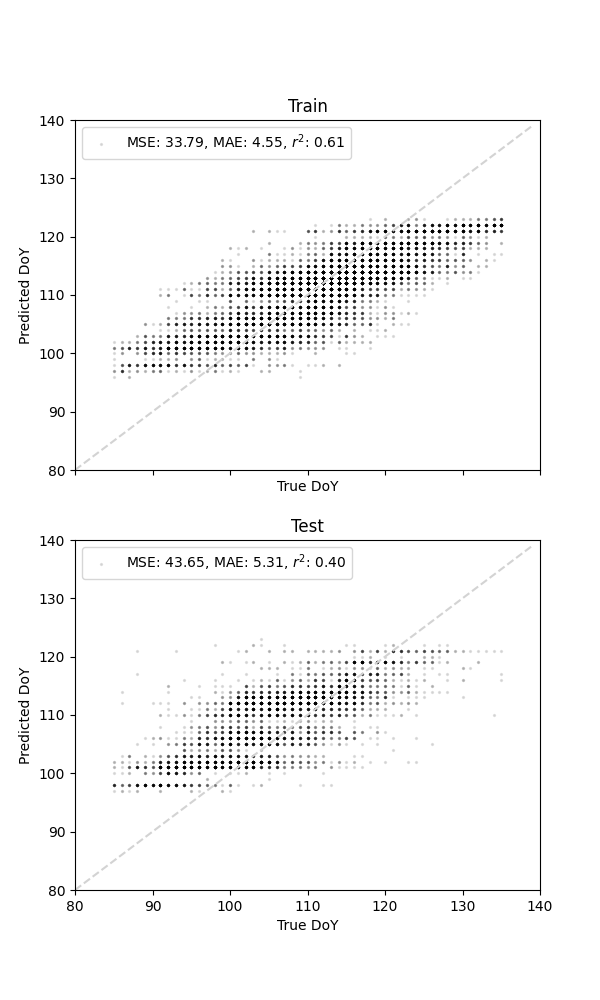 Train
MSE: 33.79, MAE: 4.55, r²: 0.61
140
130
120
110
100
90
80
Predicted DoY
True DoY
Test
MSE: 43.65, MAE: 5.31, r²: 0.40
140
130
120
110
100
90
80
Predicted DoY
80 90 100 110 120 130 140
True DoY